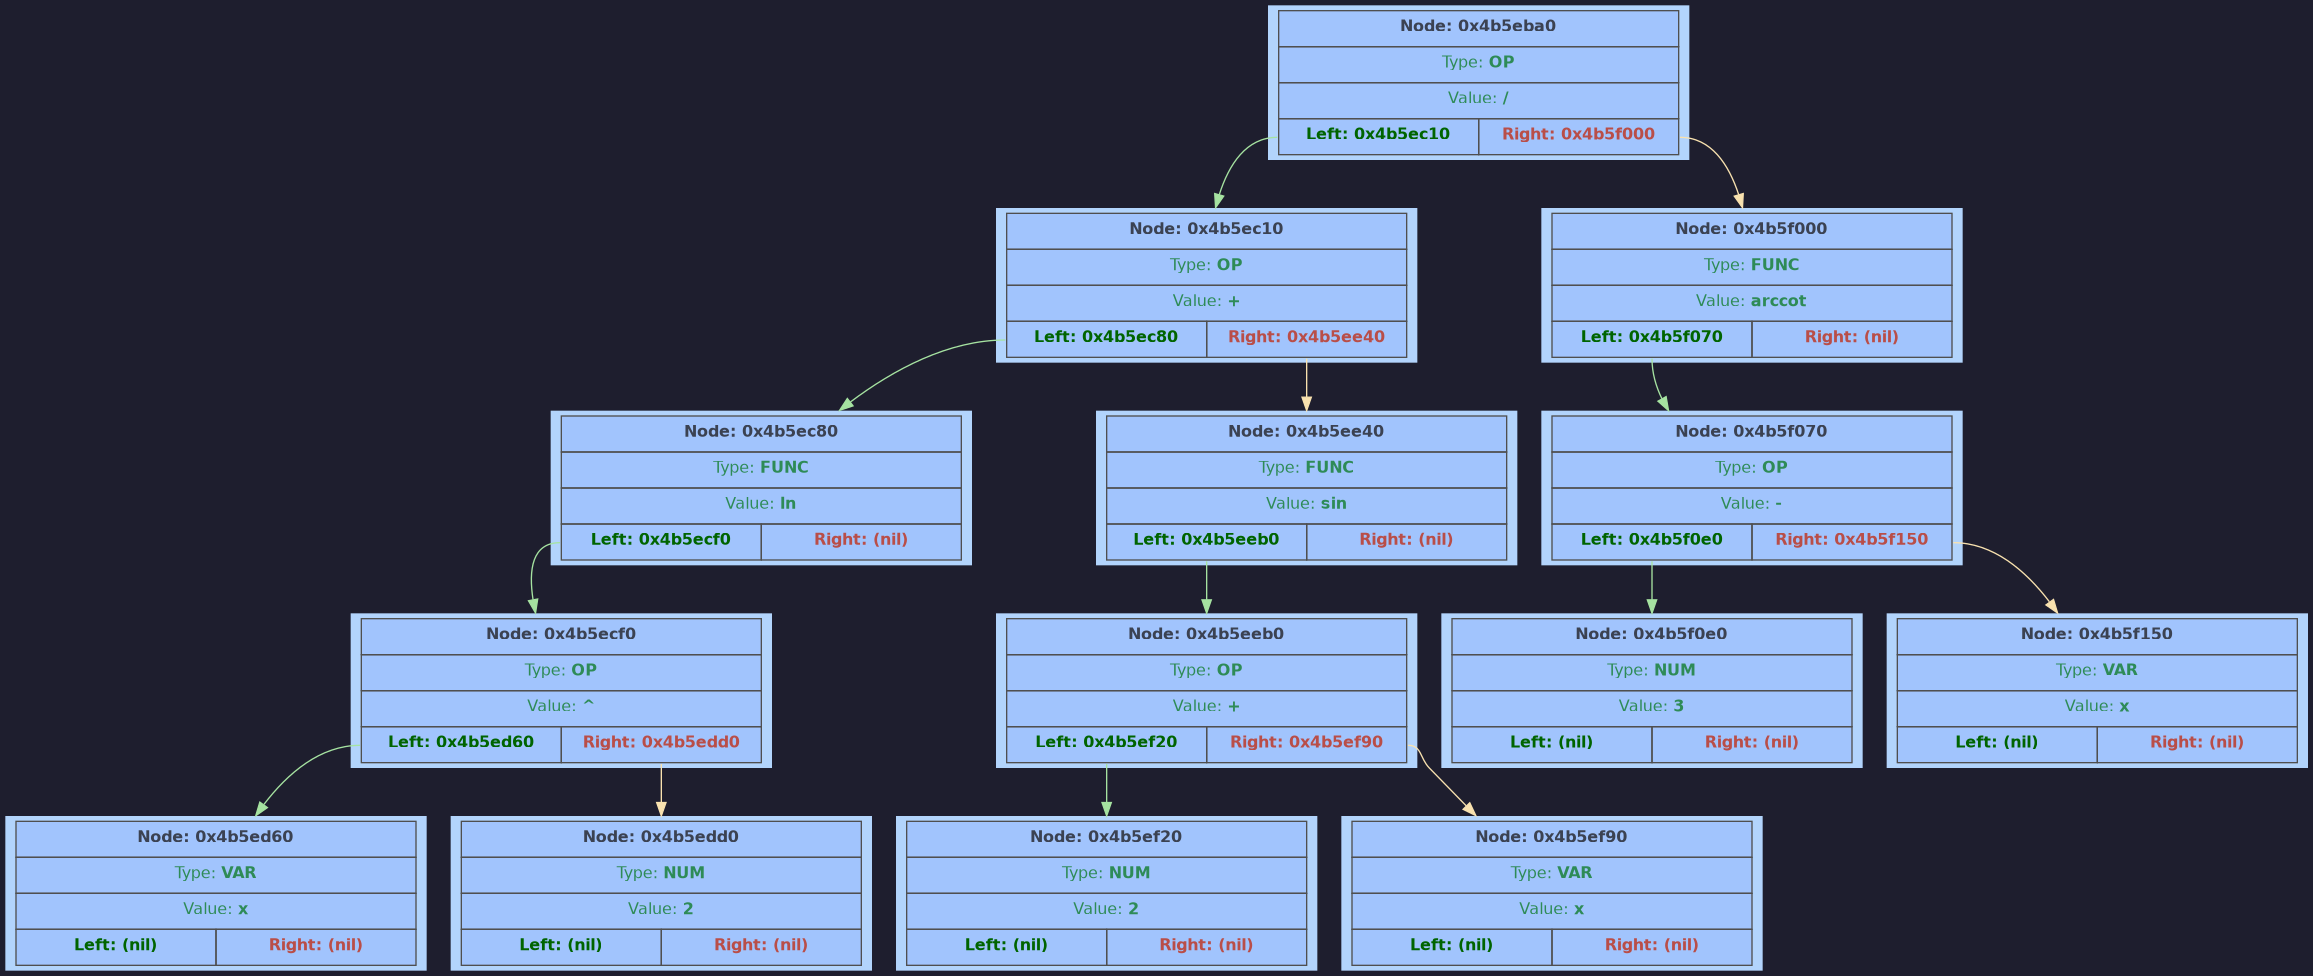 Node: 0x4b5eba0
Type: OP
Value: /
Left: 0x4b5ec10 Right: 0x4b5f000
Node: 0x4b5ec10
Type: OP
Value: +
Left: 0x4b5ec80 Right: 0x4b5ee40
Node: 0x4b5f000
Type: FUNC
Value: arccot
Left: 0x4b5f070 Right: (nil)
Node: 0x4b5ec80
Type: FUNC
Value: ln
Left: 0x4b5ecf0 Right: (nil)
Node: 0x4b5ee40
Type: FUNC
Value: sin
Left: 0x4b5eeb0 Right: (nil)
Node: 0x4b5f070
Type: OP
Value: -
Left: 0x4b5f0e0 Right: 0x4b5f150
Node: 0x4b5ecf0
Type: OP
Value: ^
Left: 0x4b5ed60 Right: 0x4b5edd0
Node: 0x4b5eeb0
Type: OP
Value: +
Left: 0x4b5ef20 Right: 0x4b5ef90
Node: 0x4b5f0e0
Type: NUM
Value: 3
Left: (nil) Right: (nil)
Node: 0x4b5f150
Type: VAR
Value: x
Left: (nil) Right: (nil)
Node: 0x4b5ed60
Type: VAR
Value: x
Left: (nil) Right: (nil)
Node: 0x4b5edd0
Type: NUM
Value: 2
Left: (nil) Right: (nil)
Node: 0x4b5ef20
Type: NUM
Value: 2
Left: (nil) Right: (nil)
Node: 0x4b5ef90
Type: VAR
Value: x
Left: (nil) Right: (nil)